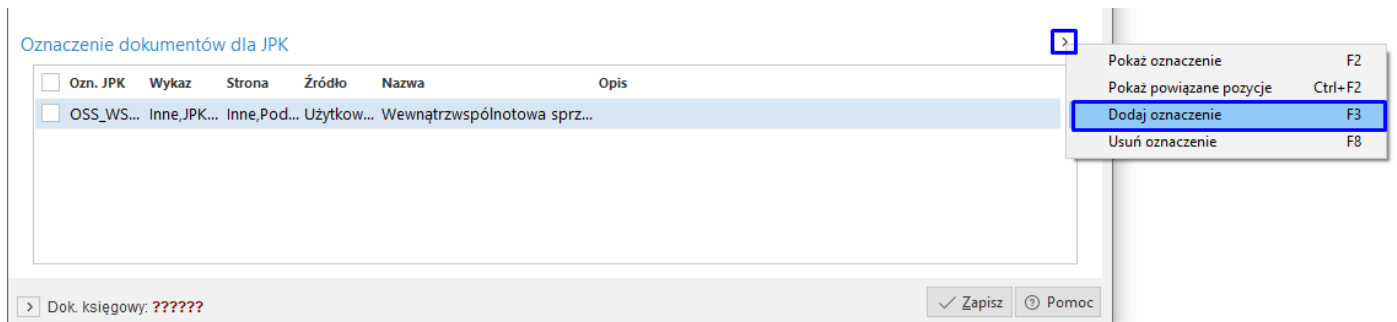 Oznaczenie dokumentów dla JPK
>
Pokaż oznaczenie F2
Pokaż powiązane pozycje Ctrl+F2
Dodaj oznaczenie F3
Usuń oznaczenie F8
Ozn. JPK Wykaz Strona Źródło Nazwa Opis
OSS_WS... Inne,JPK... Inne,Pod... Użytkow... Wewnątrzwspólnotowa sprz...
> Dok. księgowy: ??????
Zapisz Pomoc